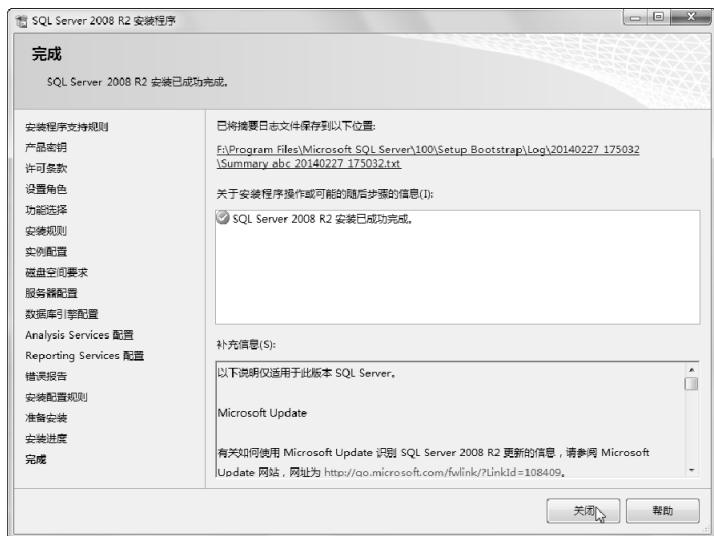 SQL Server 2008 R2 安装程序
完成
SQL Server 2008 R2 安装已成功完成。
安装程序支持规则
产品密钥
许可条款
设置角色
功能选择
安装规则
实例配置
磁盘空间要求
服务器配置
数据库引擎配置
Analysis Services 配置
Reporting Services 配置
错误报告
安装配置规则
准备安装
安装进度
完成
已将摘要日志文件保存到以下位置:
F:\Program Files\Microsoft SQL Server\100\Setup Bootstrap\Log\20140227_175032
\Summary_abc_20140227_175032.txt
关于安装程序操作或可能的随后步骤的信息(I):
SQL Server 2008 R2 安装已成功完成。
补充信息(S):
以下说明仅适用于此版本 SQL Server。
Microsoft Update
有关如何使用 Microsoft Update 识别 SQL Server 2008 R2 更新的信息，请参阅 Microsoft
Update 网站，网址为 http://go.microsoft.com/fwlink/?LinkId=108409。
关闭
帮助